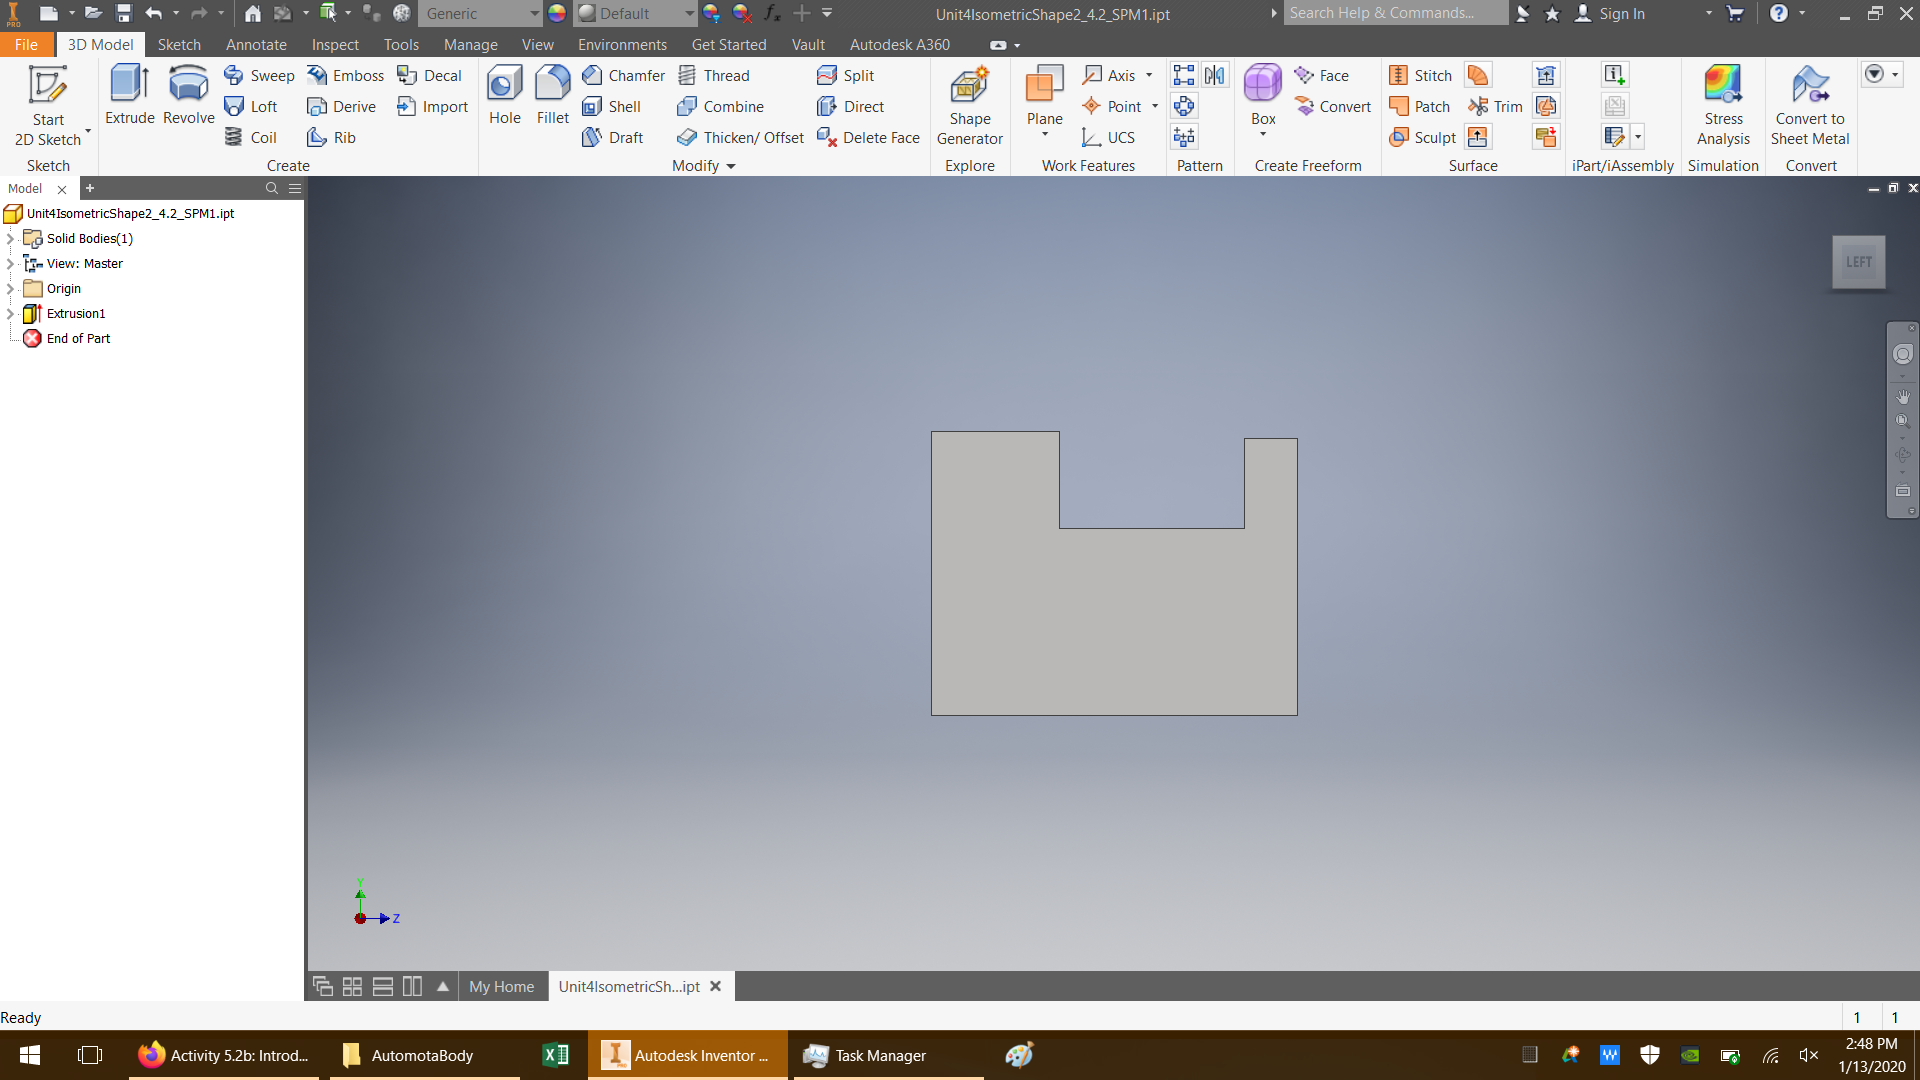 Generic
Default
Unit4IsometricShape2_4.2_SPM1.ipt
Search Help & Commands...
Sign In
File
3D Model
Sketch
Annotate
Inspect
Tools
Manage
View
Environments
Get Started
Vault
Autodesk A360
Start
2D Sketch
Sketch
Extrude
Revolve
Sweep
Loft
Coil
Emboss
Derive
Rib
Decal
Import
Create
Hole
Fillet
Chamfer
Shell
Draft
Thread
Combine
Thicken/ Offset
Split
Direct
Delete Face
Modify
Shape
Generator
Explore
Plane
Axis
Point
UCS
Work Features
Pattern
Box
Face
Convert
Create Freeform
Stitch
Patch
Sculpt
Trim
Surface
iPart/iAssembly
Stress
Analysis
Simulation
Convert to
Sheet Metal
Convert
Model
Unit4IsometricShape2_4.2_SPM1.ipt
Solid Bodies(1)
View: Master
Origin
Extrusion1
End of Part
LEFT
Y
Z
My Home
Unit4IsometricSh...ipt
Ready
1
1
Activity 5.2b: Introd...
AutomotaBody
Autodesk Inventor ...
Task Manager
2:48 PM
1/13/2020